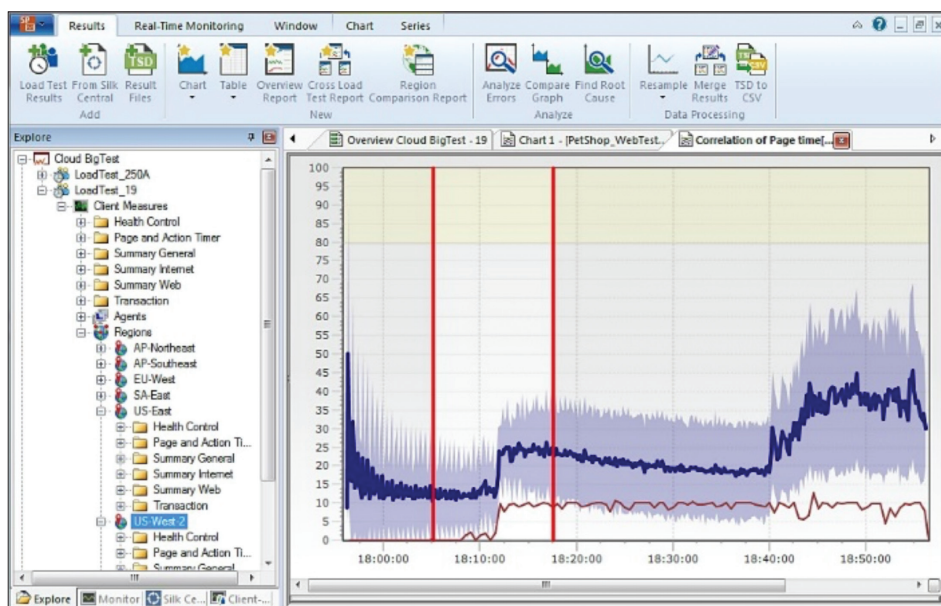 Results Real-Time Monitoring Window Chart Series
Load Test Results
From Silk Central
Result Files
TSD
Chart
Table
Overview Report
Cross Load Test Report
Region Comparison Report
Analyze Errors
Compare Graph
Find Root Cause
Resample
Merge Results
TSD to CSV
TSD
CSV
Add New Analyze Data Processing
Explore
Overview Cloud BigTest - 19
Chart 1 - [PetShop_WebTest...
Correlation of Page time[...
Cloud BigTest
LoadTest_250A
LoadTest_19
Client Measures
Health Control
Page and Action Timer
Summary General
Summary Internet
Summary Web
Transaction
Agents
Regions
AP-Northeast
AP-Southeast
EU-West
SA-East
US-East
Health Control
Page and Action Ti...
Summary General
Summary Internet
Summary Web
Transaction
US-West-2
Health Control
Page and Action Ti...
Summary General
Explore Monitor Silk Ce... Client-...
100
95
90
85
80
75
70
65
60
55
50
45
40
35
30
25
20
15
10
5
0
18:00:00 18:10:00 18:20:00 18:30:00 18:40:00 18:50:00